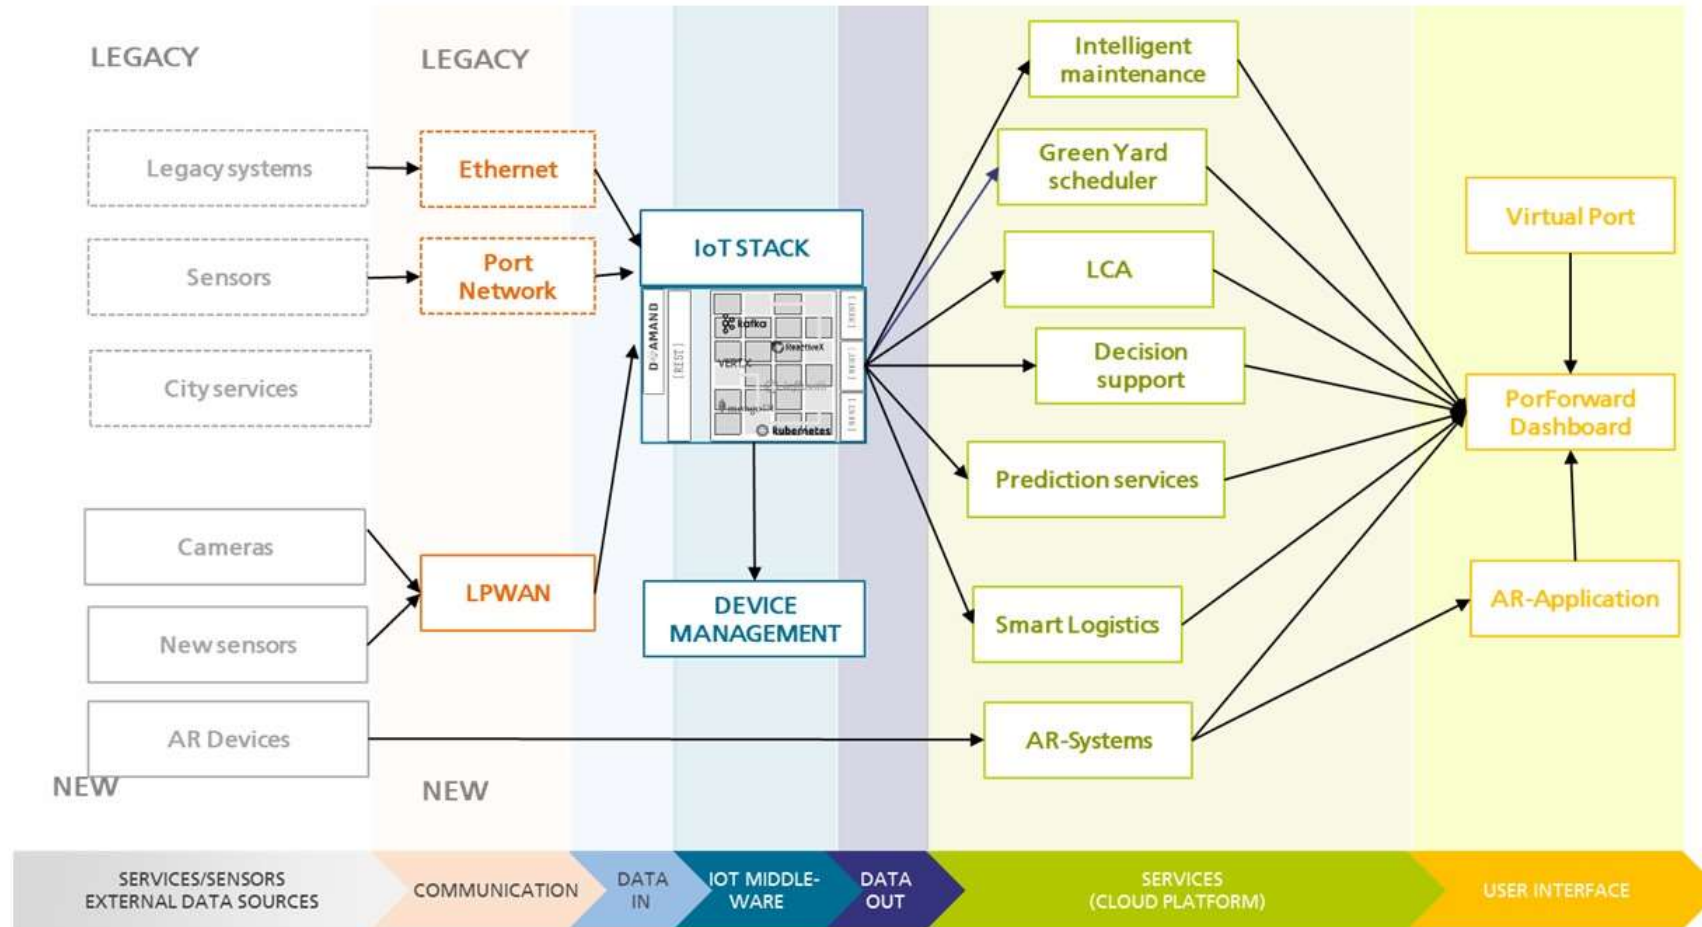 LEGACY
LEGACY
Legacy systems
Sensors
City services
Cameras
New sensors
AR Devices
NEW
Ethernet
Port
Network
LPWAN
NEW
IoT STACK
[REST]
kafka
ReactiveX
VERT.X
kubernetes
DEVICE
MANAGEMENT
Intelligent
maintenance
Green Yard
scheduler
LCA
Decision
support
Prediction services
Smart Logistics
AR-Systems
Virtual Port
PorForward
Dashboard
AR-Application
SERVICES/SENSORS
EXTERNAL DATA SOURCES
COMMUNICATION
DATA
IN
IOT MIDDLE-
WARE
DATA
OUT
SERVICES
(CLOUD PLATFORM)
USER INTERFACE